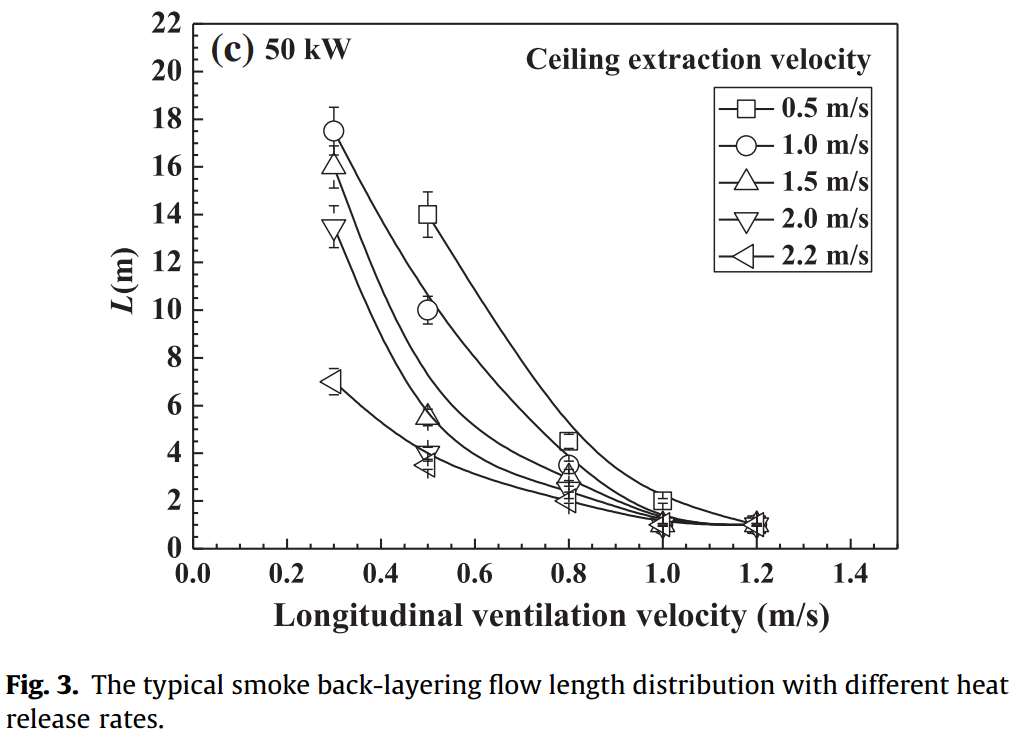 (c) 50 kW
Ceiling extraction velocity
0.5 m/s
1.0 m/s
1.5 m/s
2.0 m/s
2.2 m/s
22
20
18
16
14
12
10
8
6
4
2
0
L(m)
0.0 0.2 0.4 0.6 0.8 1.0 1.2 1.4
Longitudinal ventilation velocity (m/s)
Fig. 3. The typical smoke back-layering flow length distribution with different heat
release rates.